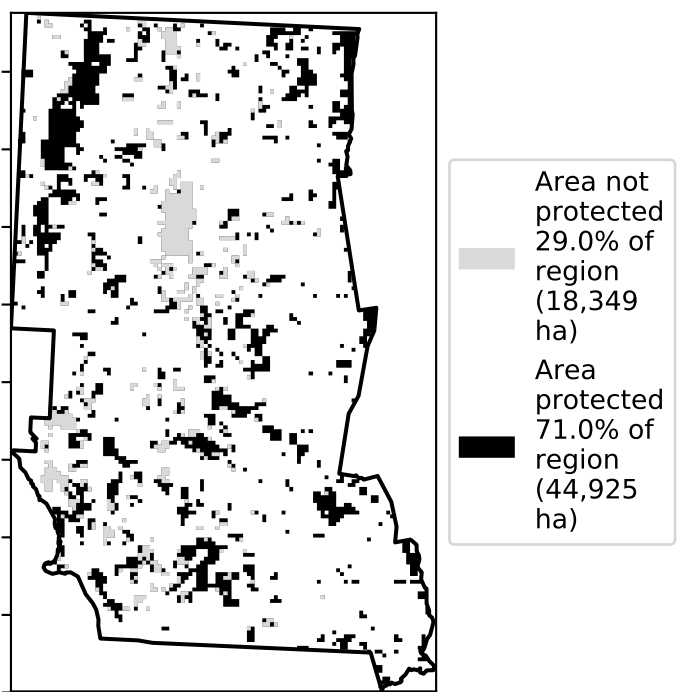 Area not
protected
29.0% of
region
(18,349
ha)
Area
protected
71.0% of
region
(44,925
ha)